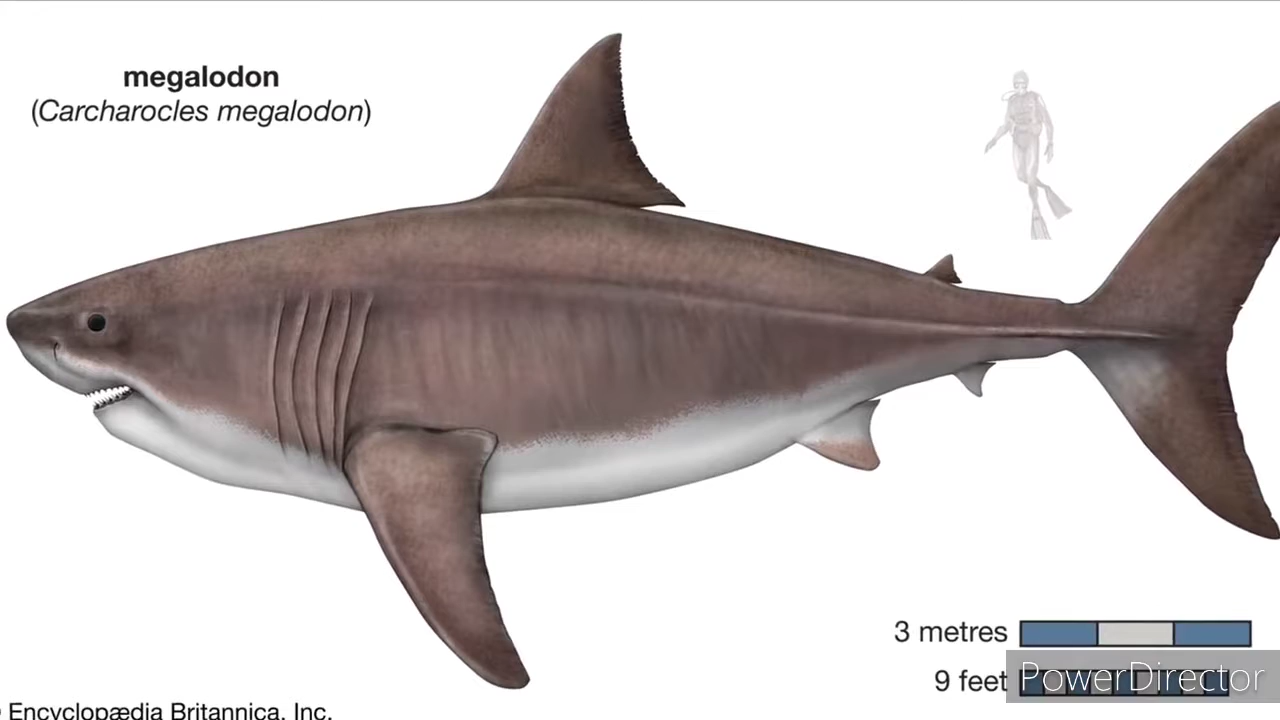 megalodon
(Carcharocles megalodon)
3 metres
9 feet
PowerDirector
Encyclopædia Britannica, Inc.